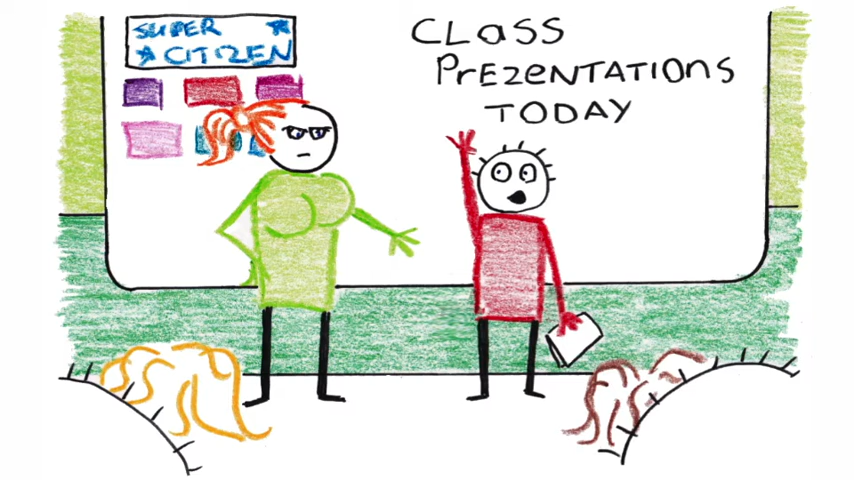 SUPER
CITIZEN
CLaSS
PrEZeNTATIONS
TODAY